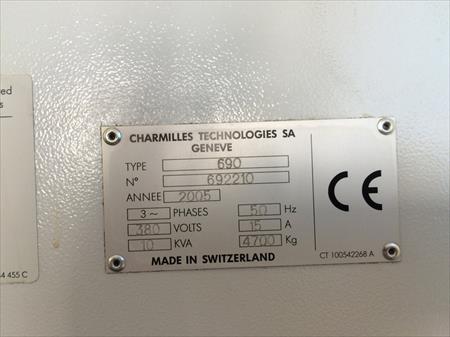 ed
s
4 455 C
CHARMILLES TECHNOLOGIES SA
GENEVE
TYPE 690
N° 692210
ANNEE 2005
3~ PHASES 50 Hz
380 VOLTS 15 A
10 KVA 4700 Kg
MADE IN SWITZERLAND
CE
CT 100542268 A